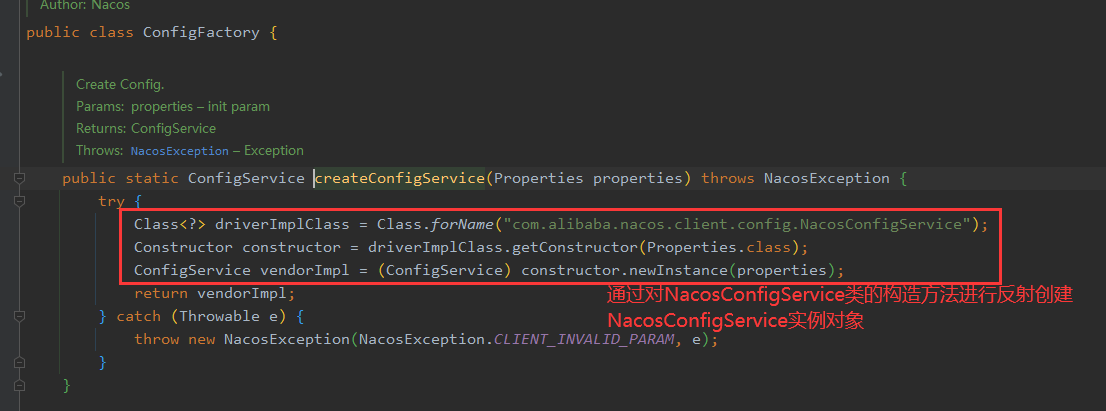 Author: Nacos
public class ConfigFactory {
Create Config.
Params: properties – init param
Returns: ConfigService
Throws: NacosException – Exception
public static ConfigService createConfigService(Properties properties) throws NacosException {
try {
Class<?> driverImplClass = Class.forName("com.alibaba.nacos.client.config.NacosConfigService");
Constructor constructor = driverImplClass.getConstructor(Properties.class);
ConfigService vendorImpl = (ConfigService) constructor.newInstance(properties);
return vendorImpl;
通过对NacosConfigService类的构造方法进行反射创建
} catch (Throwable e) {
NacosConfigService实例对象
throw new NacosException(NacosException.CLIENT_INVALID_PARAM, e);
}
}